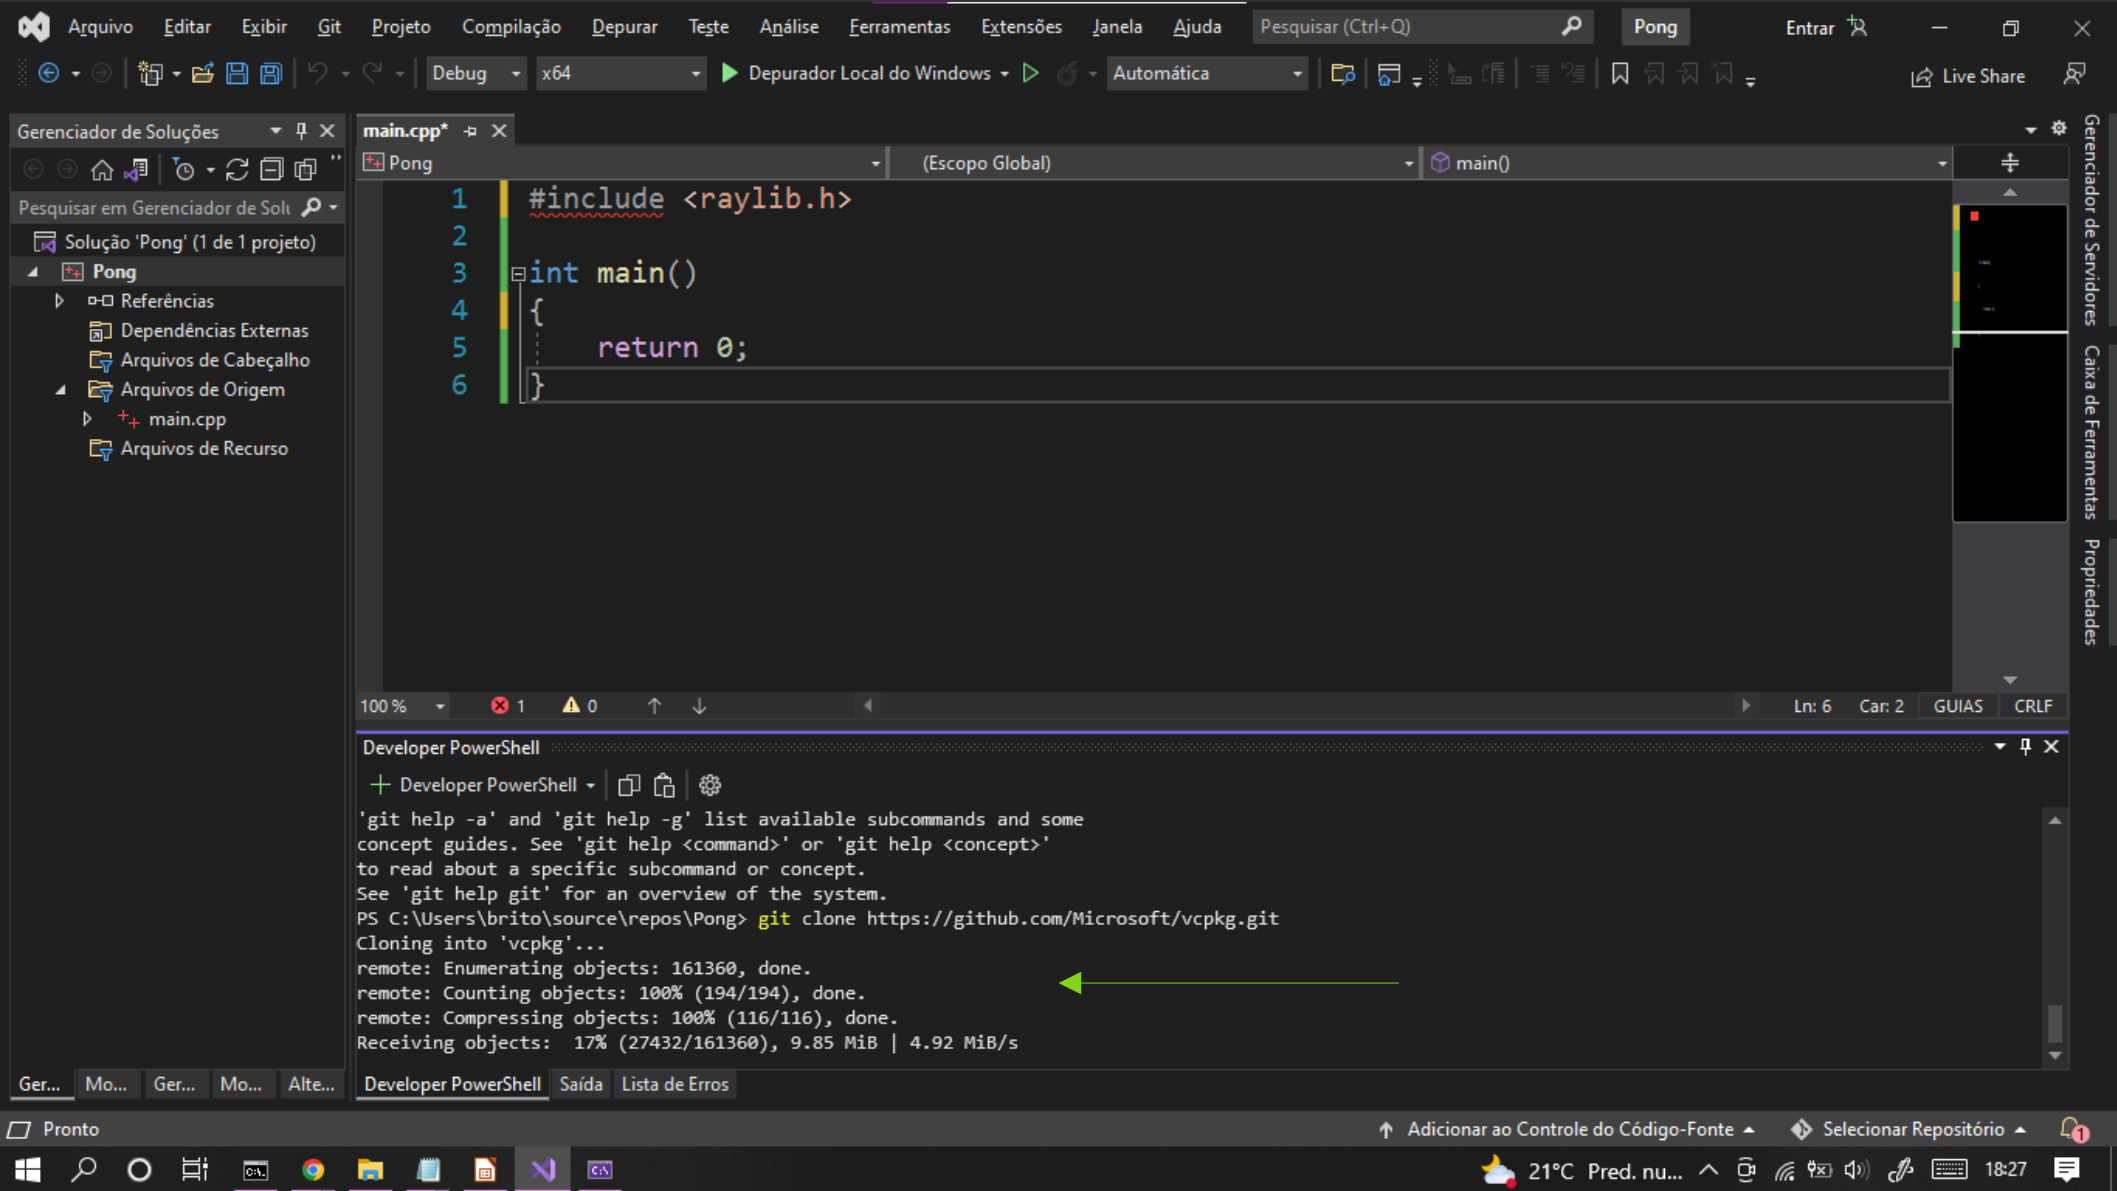 Arquivo Editar Exibir Git Projeto Compilação Depurar Teste Análise Ferramentas Extensões Janela Ajuda Pesquisar (Ctrl+Q) Pong Entrar
Debug x64 Depurador Local do Windows Automática Live Share
Gerenciador de Soluções
Pesquisar em Gerenciador de Solu
Solução 'Pong' (1 de 1 projeto)
Pong
Referências
Dependências Externas
Arquivos de Cabeçalho
Arquivos de Origem
main.cpp
Arquivos de Recurso
Ger... Mo... Ger... Mo... Alte...
main.cpp*
Pong (Escopo Global) main()
1 #include <raylib.h>
2
3 int main()
4 {
5 return 0;
6 }
100 % 1 0 Ln: 6 Car: 2 GUIAS CRLF
Developer PowerShell
Developer PowerShell
'git help -a' and 'git help -g' list available subcommands and some
concept guides. See 'git help <command>' or 'git help <concept>'
to read about a specific subcommand or concept.
See 'git help git' for an overview of the system.
PS C:\Users\brito\source\repos\Pong> git clone https://github.com/Microsoft/vcpkg.git
Cloning into 'vcpkg'...
remote: Enumerating objects: 161360, done.
remote: Counting objects: 100% (194/194), done.
remote: Compressing objects: 100% (116/116), done.
Receiving objects:  17% (27432/161360), 9.85 MiB | 4.92 MiB/s
Developer PowerShell Saída Lista de Erros
Gerenciador de Servidores
Caixa de Ferramentas
Propriedades
Pronto Adicionar ao Controle do Código-Fonte Selecionar Repositório 1
21°C Pred. nu... 18:27